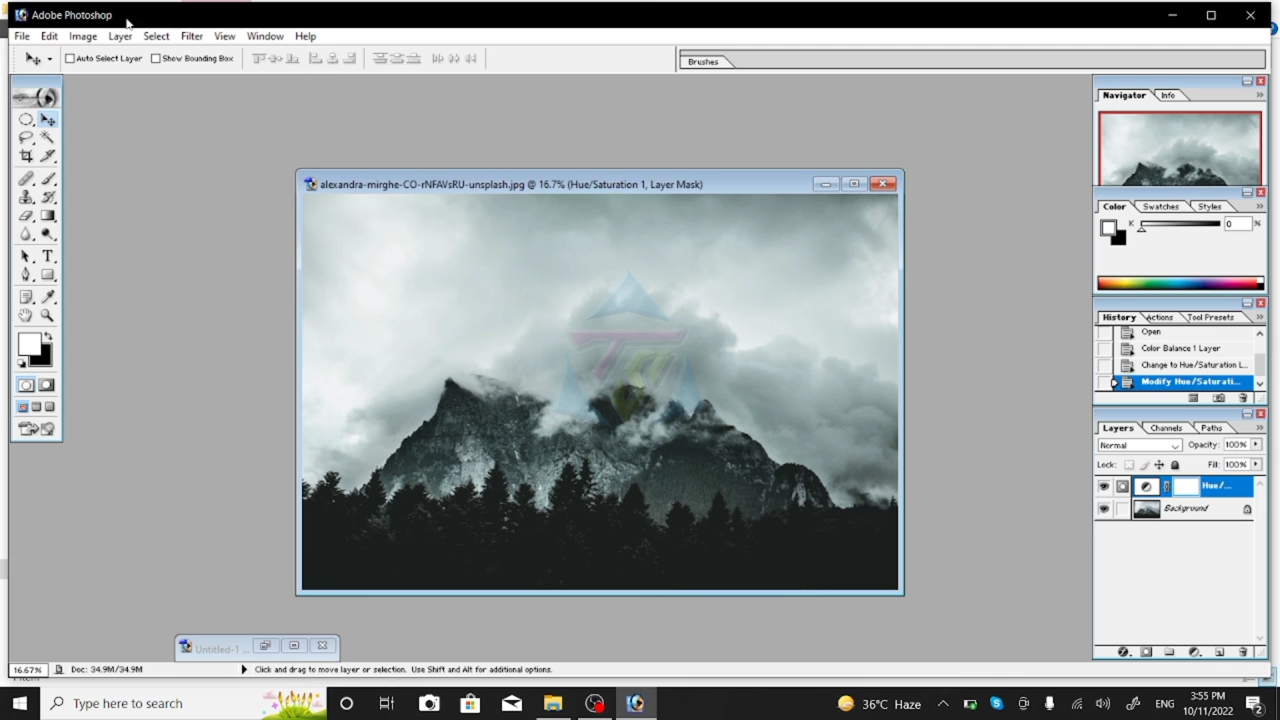 Adobe Photoshop
File Edit Image Layer Select Filter View Window Help
Auto Select Layer Show Bounding Box
Brushes
Navigator Info
alexandra-mirghe-CO-rNFAVsRU-unsplash.jpg @ 16.7% (Hue/Saturation 1, Layer Mask)
Color Swatches Styles
K 0 %
History Actions Tool Presets
Open
Color Balance 1 Layer
Change to Hue/Saturation L...
Modify Hue/Saturati...
Layers Channels Paths
Normal Opacity: 100%
Lock: Fill: 100%
Hue/...
Background
Untitled-1 ...
16.67% Doc: 34.9M/34.9M Click and drag to move layer or selection. Use Shift and Alt for additional options.
Type here to search
36°C Haze
ENG
3:55 PM
10/11/2022
2